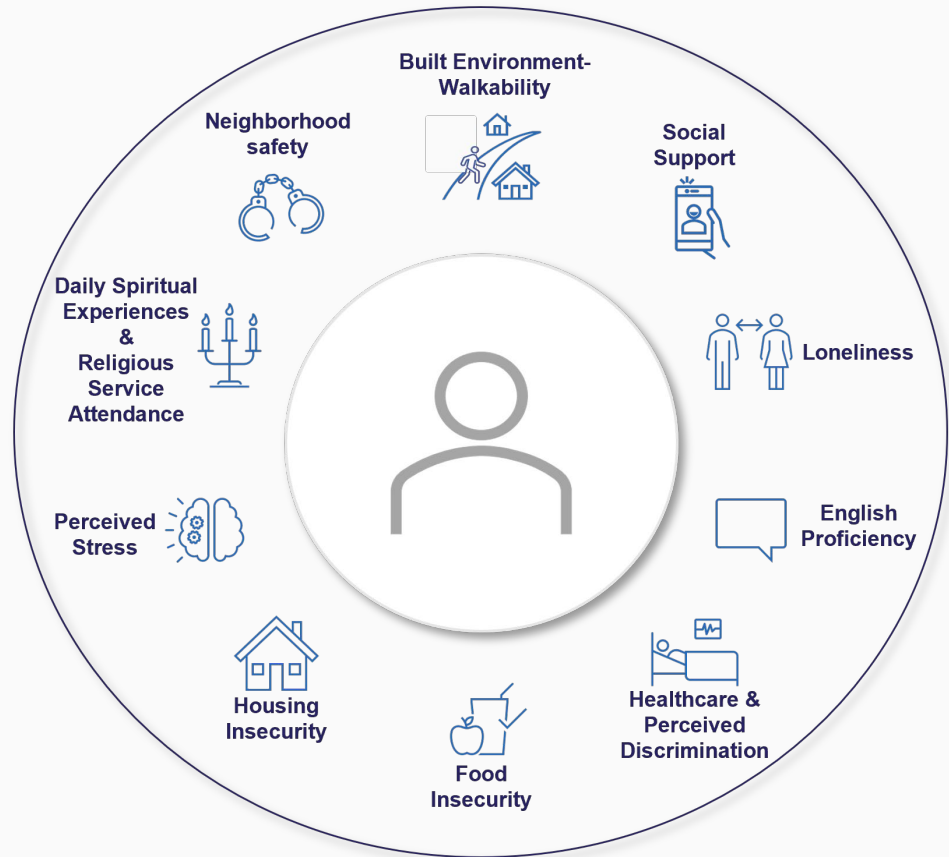 Built Environment-
Walkability
Neighborhood
safety
Social
Support
Daily Spiritual
Experiences
&
Religious
Service
Attendance
Loneliness
Perceived
Stress
English
Proficiency
Housing
Insecurity
Healthcare &
Perceived
Discrimination
Food
Insecurity